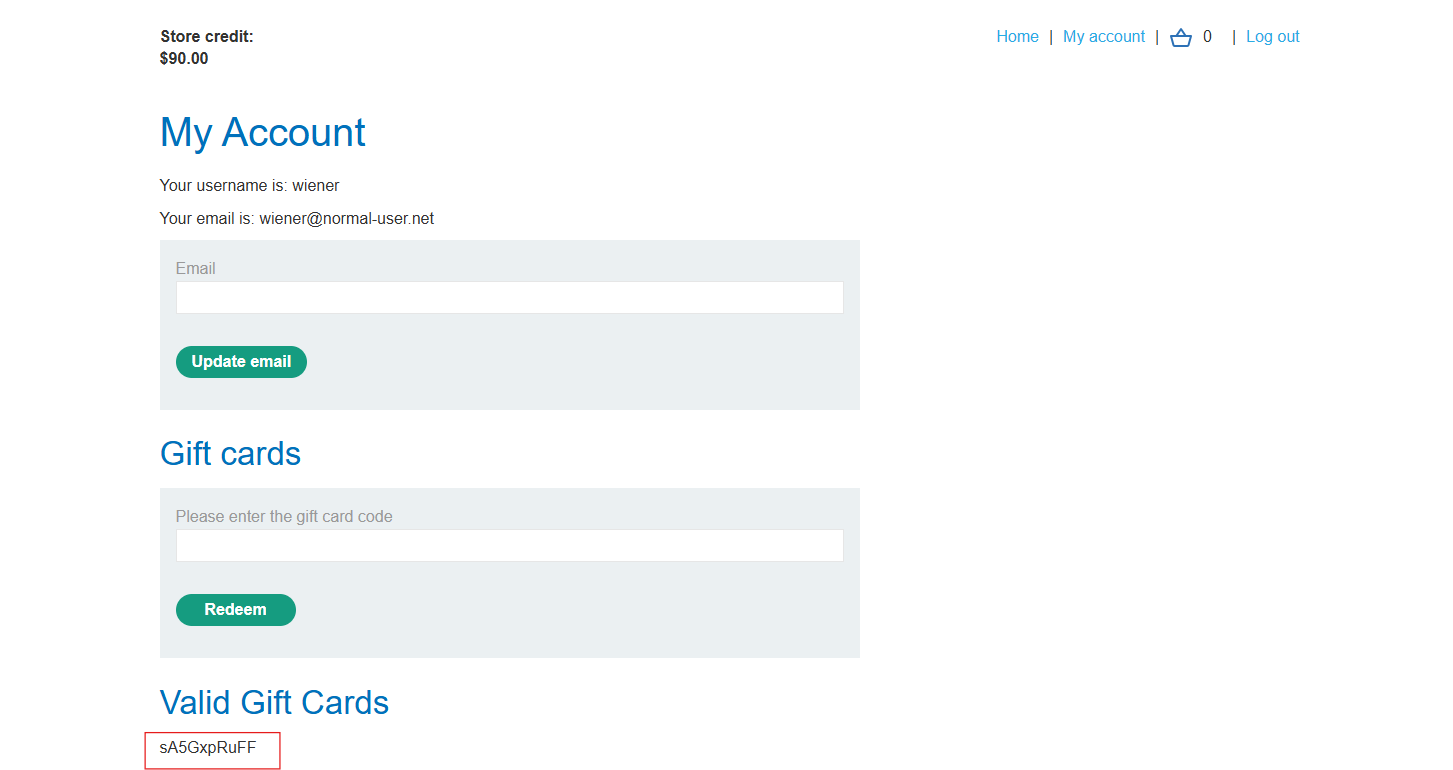 Store credit:
$90.00
Home | My account | 0 | Log out
My Account
Your username is: wiener
Your email is: wiener@normal-user.net
Email
Update email
Gift cards
Please enter the gift card code
Redeem
Valid Gift Cards
sA5GxpRuFF